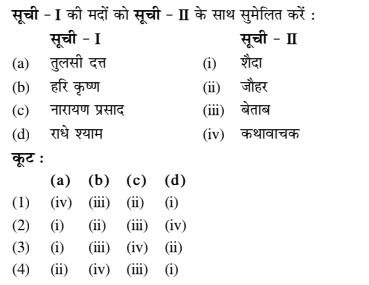 सूची - I की मदों को सूची - II के साथ सुमेलित करें :
सूची - I सूची - II
(a) तुलसी दत्त (i) शैदा
(b) हरि कृष्ण (ii) जौहर
(c) नारायण प्रसाद (iii) बेताब
(d) राधे श्याम (iv) कथावाचक
कूट :
(a) (b) (c) (d)
(1) (iv) (iii) (ii) (i)
(2) (i) (ii) (iii) (iv)
(3) (i) (iii) (iv) (ii)
(4) (ii) (iv) (iii) (i)